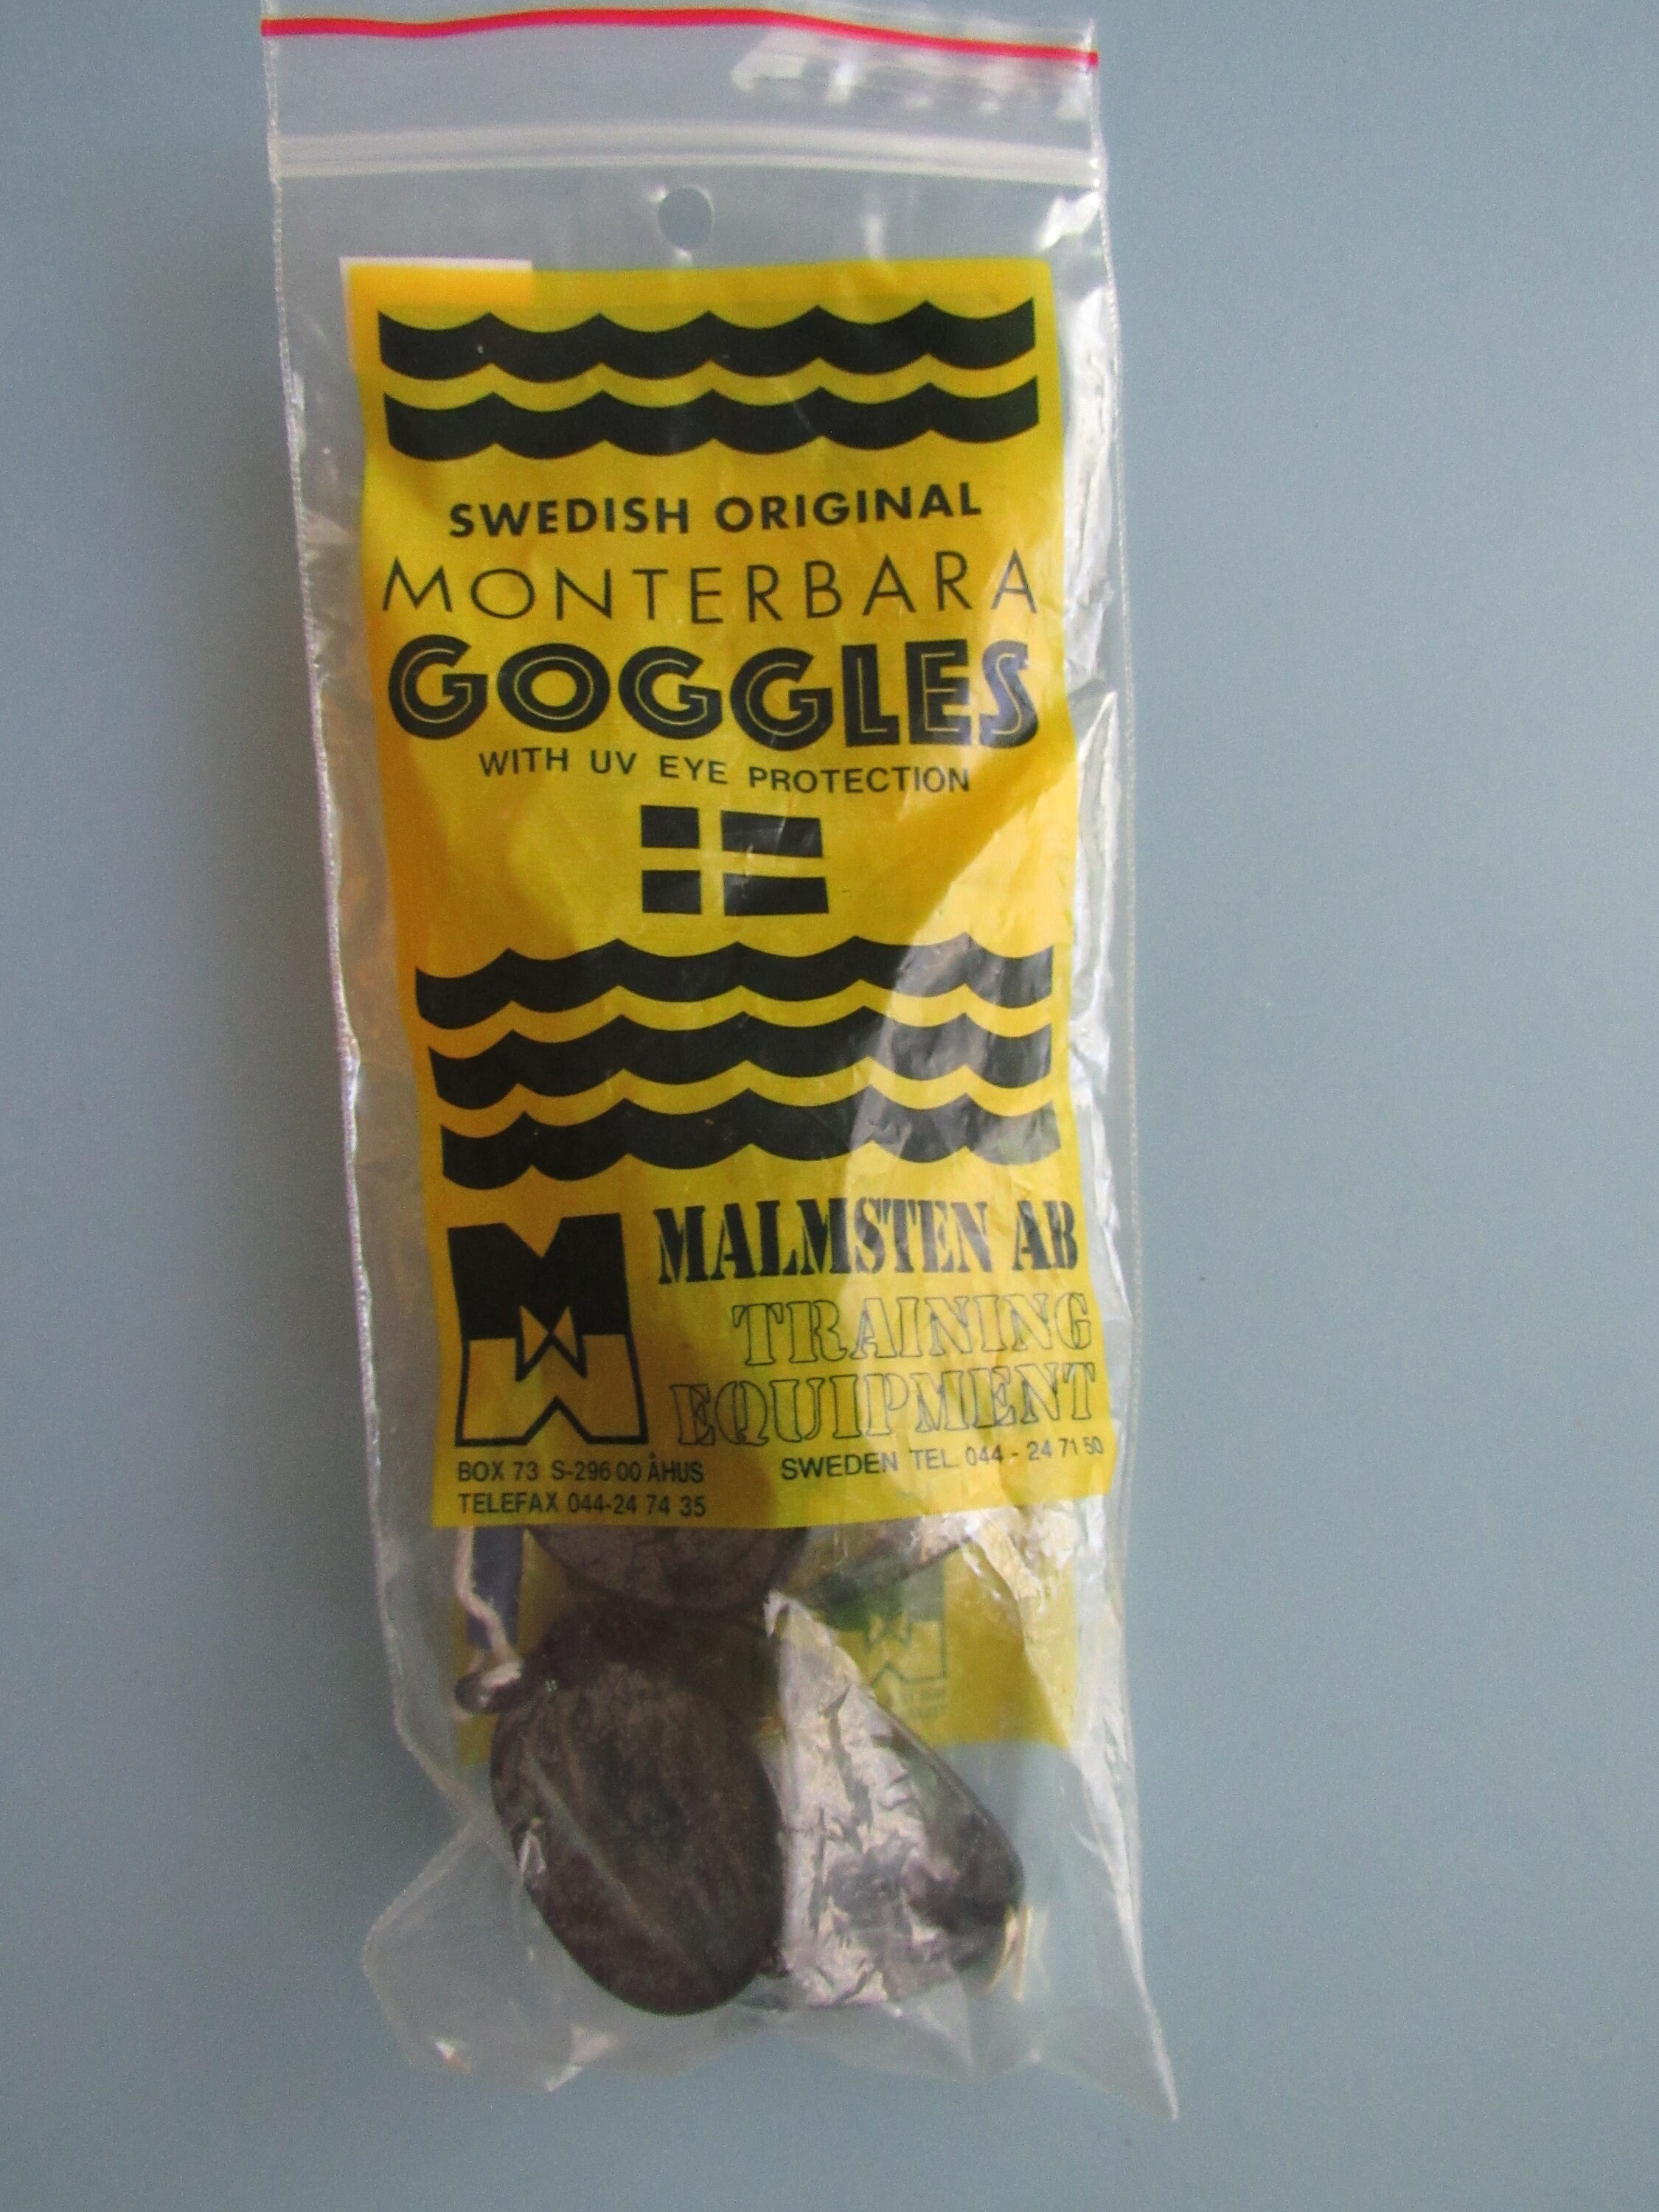 SWEDISH ORIGINAL
MONTERBARA
GOGGLES
WITH UV EYE PROTECTION
MALMSTEN AB
TRAINING
EQUIPMENT
BOX 73 S-296 00 ÅHUS
SWEDEN TEL. 044 - 24 71 50
TELEFAX 044-24 74 35